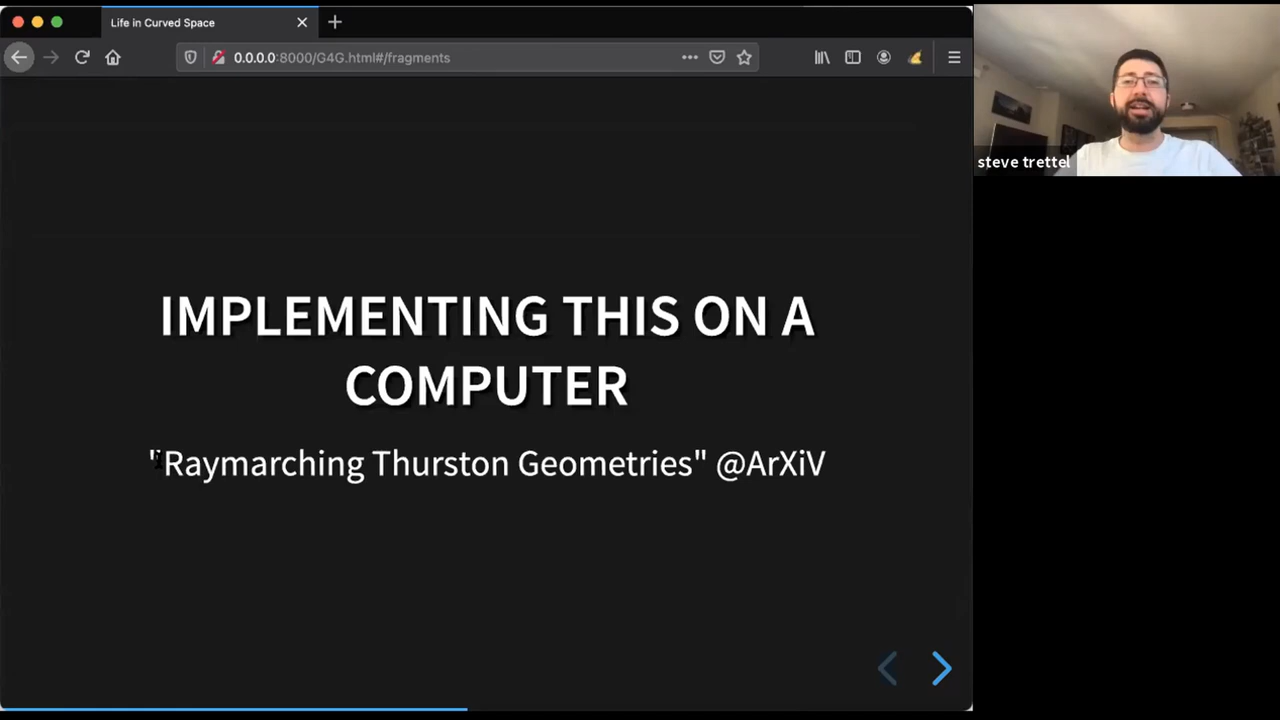 Life in Curved Space
0.0.0.0:8000/G4G.html#/fragments
steve trettel
IMPLEMENTING THIS ON A
COMPUTER
"Raymarching Thurston Geometries" @ArXiV